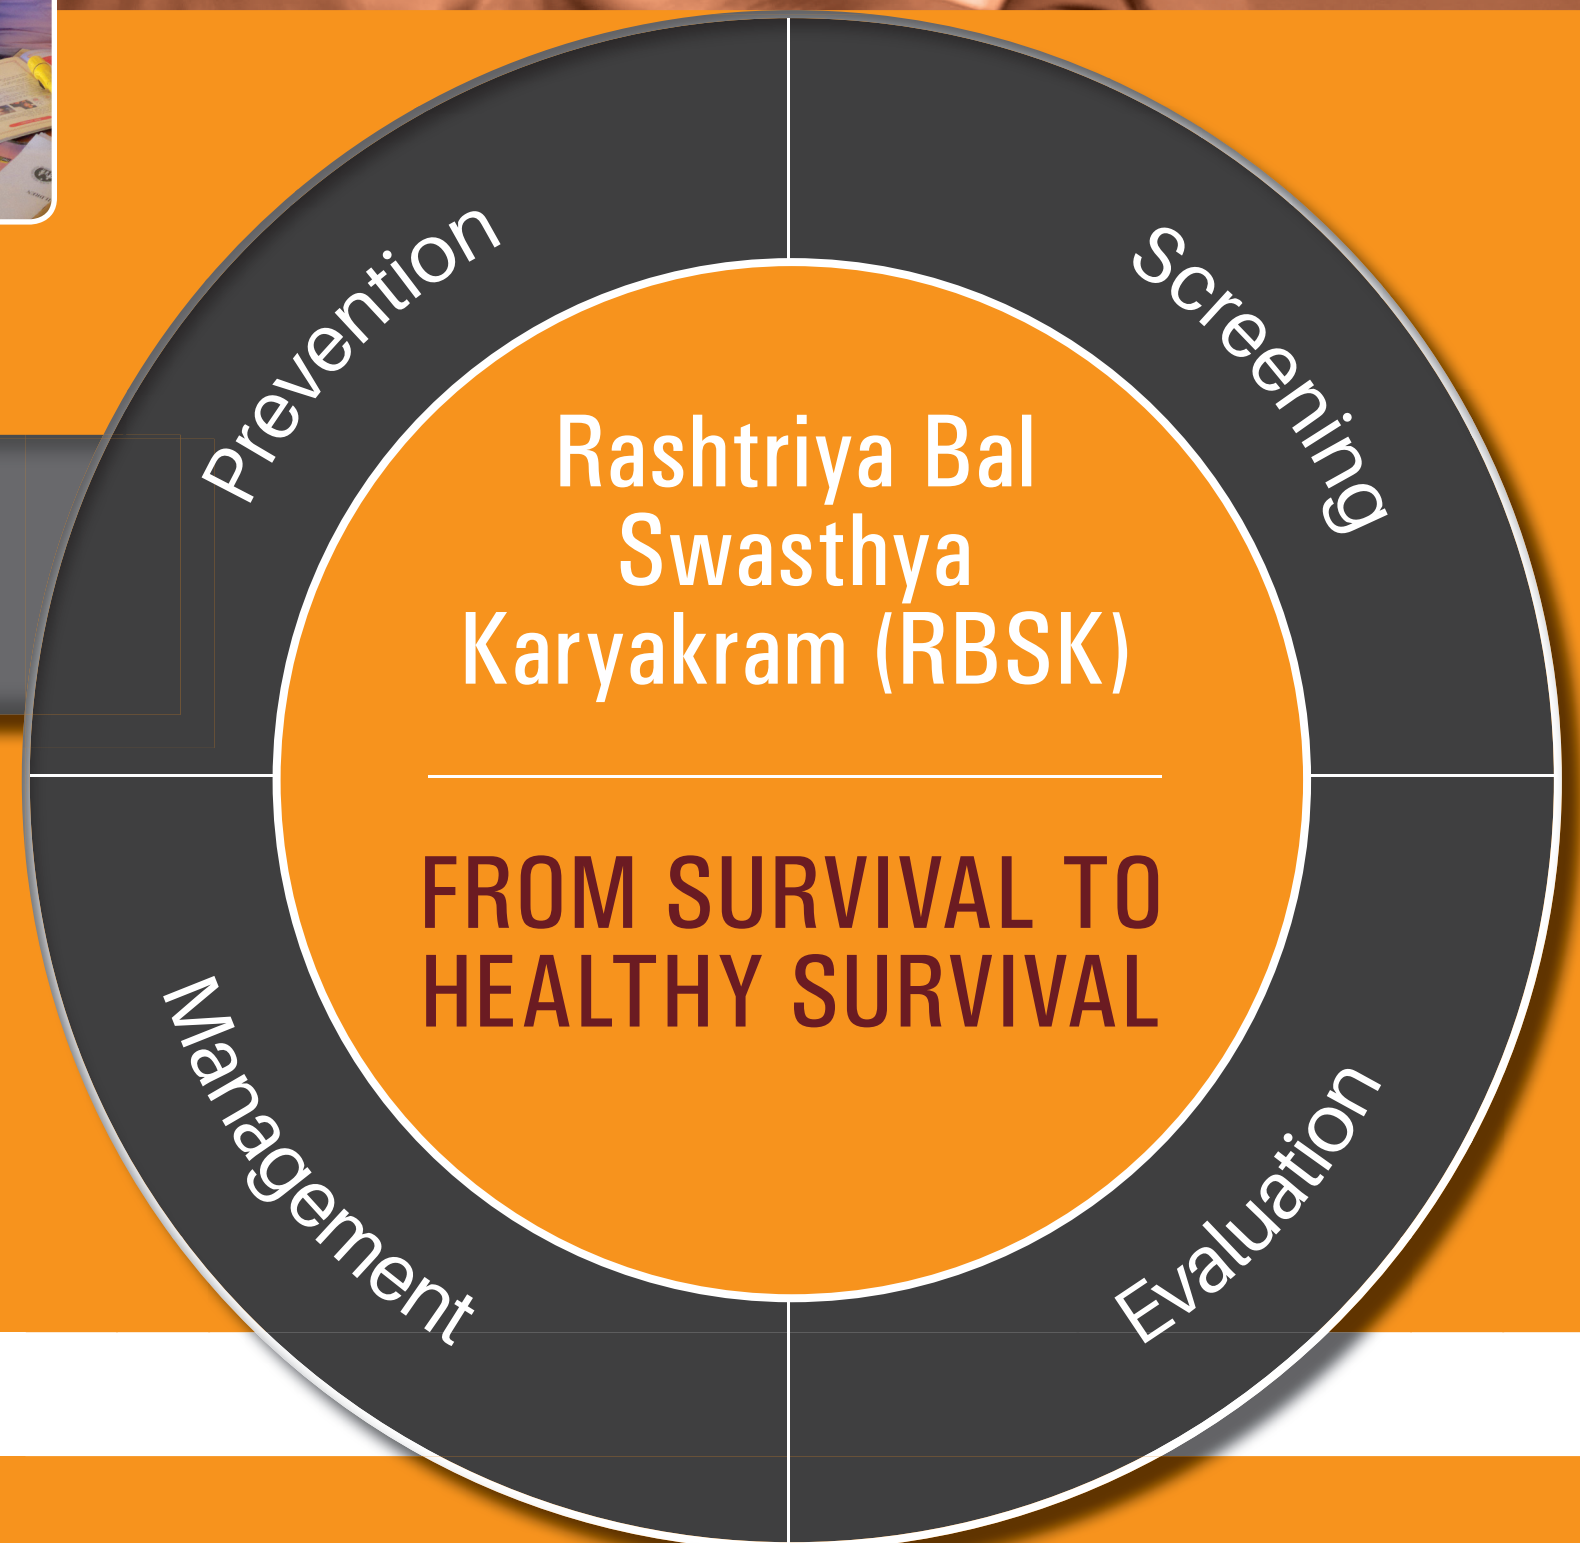 Prevention
Screening
Rashtriya Bal
Swasthya
Karyakram (RBSK)
FROM SURVIVAL TO
HEALTHY SURVIVAL
Management
Evaluation